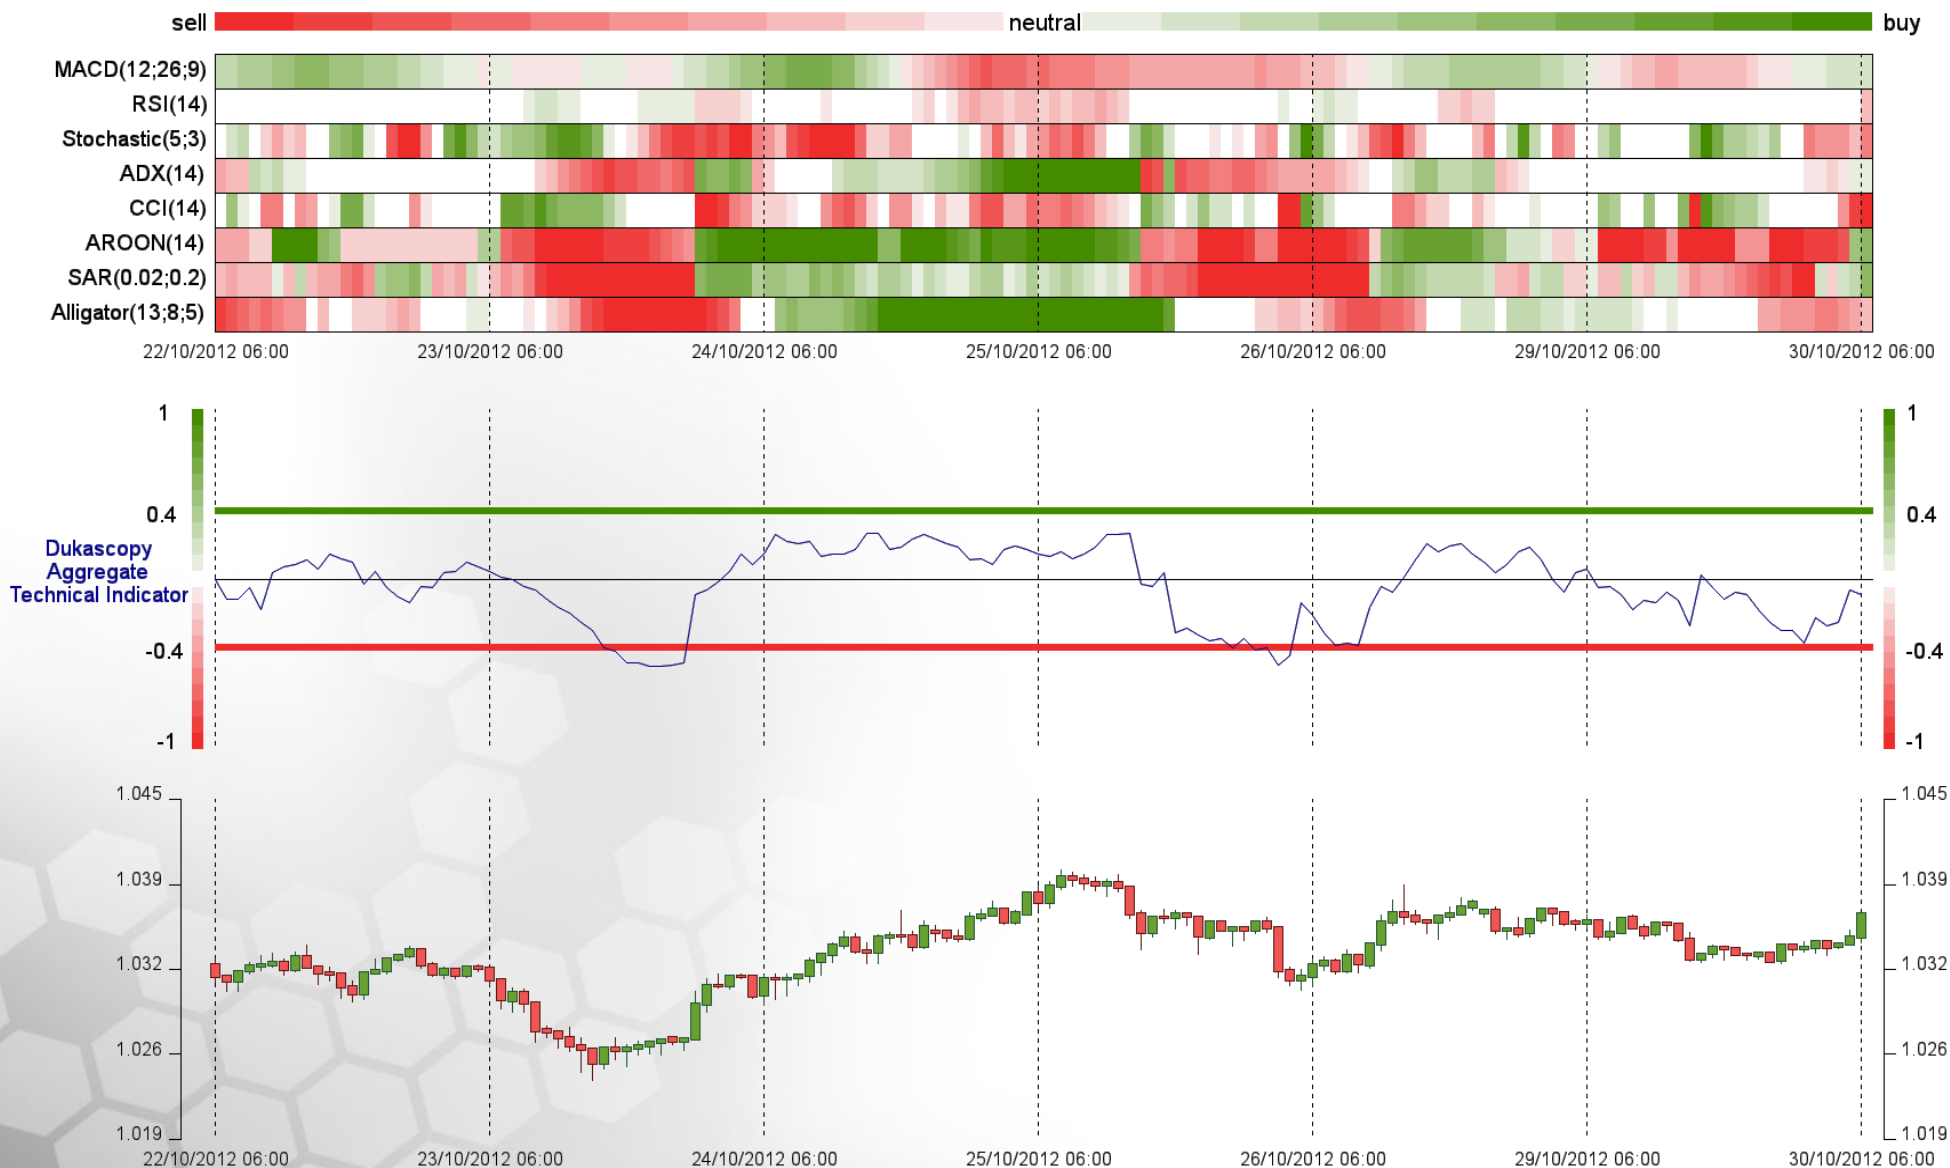 sell neutral buy
MACD(12;26;9)
RSI(14)
Stochastic(5;3)
ADX(14)
CCI(14)
AROON(14)
SAR(0.02;0.2)
Alligator(13;8;5)
22/10/2012 06:00 23/10/2012 06:00 24/10/2012 06:00 25/10/2012 06:00 26/10/2012 06:00 29/10/2012 06:00 30/10/2012 06:00
1 1
0.4 0.4
Dukascopy
Aggregate
Technical Indicator
-0.4 -0.4
-1 -1
1.045 1.045
1.039 1.039
1.032 1.032
1.026 1.026
1.019 1.019
22/10/2012 06:00 23/10/2012 06:00 24/10/2012 06:00 25/10/2012 06:00 26/10/2012 06:00 29/10/2012 06:00 30/10/2012 06:00